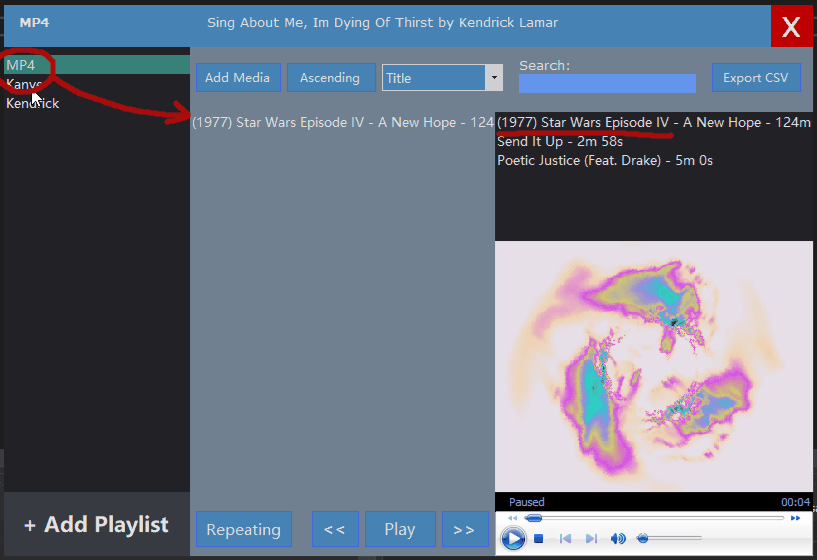 MP4
Sing About Me, Im Dying Of Thirst by Kendrick Lamar
X
MP4
Kanye
Kendrick
Add Media
Ascending
Title
Search:
Export CSV
(1977) Star Wars Episode IV - A New Hope - 124
(1977) Star Wars Episode IV - A New Hope - 124m
Send It Up - 2m 58s
Poetic Justice (Feat. Drake) - 5m 0s
+ Add Playlist
Repeating
<<
Play
>>
Paused
00:04